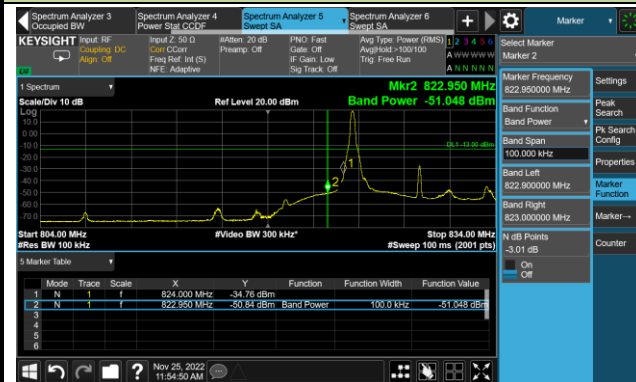 Spectrum Analyzer 3
Occupied BW
Spectrum Analyzer 4
Power Stat CCDF
Spectrum Analyzer 5
Swept SA
Spectrum Analyzer 6
Swept SA
+
Marker
KEYSIGHT
Input: RF
Coupling: DC
Align: Off
Input Z: 50 Ω
Corr CCorr
Freq Ref: Int (S)
NFE: Adaptive
#Atten: 20 dB
Preamp: Off
PNO: Fast
Gate: Off
IF Gain: Low
Sig Track: Off
Avg Type: Power (RMS)
Avg|Hold:>100/100
Trig: Free Run
1 2 3 4 5 6
A W W W W W
A N N N N N
Select Marker
Marker 2
1 Spectrum
Scale/Div 10 dB
Ref Level 20.00 dBm
Mkr2 822.950 MHz
Band Power -51.048 dBm
Log
10.0
0.00
-10.0
-20.0
-30.0
-40.0
-50.0
-60.0
-70.0
DL1 -13.00 dBm
1
2
Start 804.00 MHz
#Res BW 100 kHz
#Video BW 300 kHz*
Stop 834.00 MHz
#Sweep 100 ms (2001 pts)
5 Marker Table
Mode Trace Scale X Y Function Function Width Function Value
1 N 1 f 824.000 MHz -34.76 dBm
2 N 1 f 822.950 MHz -50.84 dBm Band Power 100.0 kHz -51.048 dBm
3
4
5
6
Marker Frequency
822.950000 MHz
Band Function
Band Power
Band Span
100.000 kHz
Band Left
822.900000 MHz
Band Right
823.000000 MHz
N dB Points
-3.01 dB
On
Off
Settings
Peak
Search
Pk Search
Config
Properties
Marker
Function
Marker→
Counter
?
Nov 25, 2022
11:54:50 AM